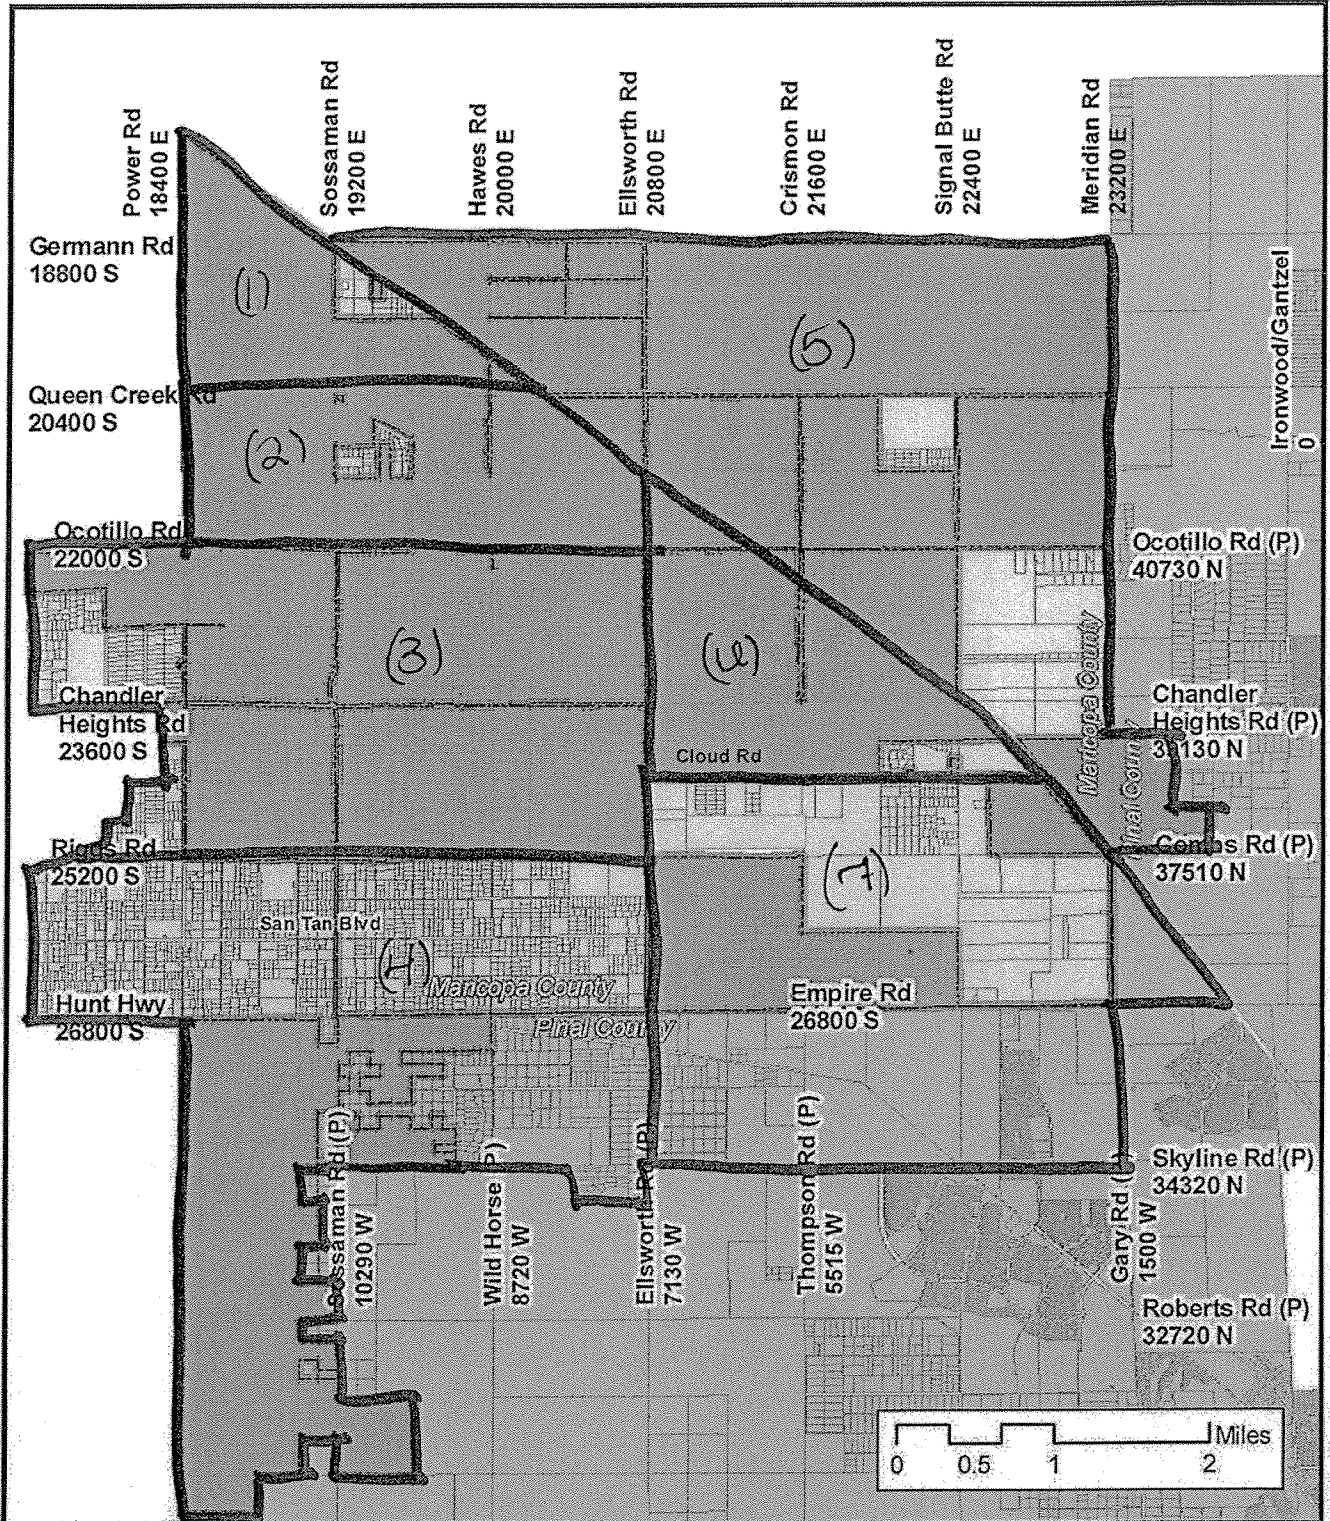 Power Rd
18400 E
Sossaman Rd
19200 E
Hawes Rd
20000 E
Ellsworth Rd
20800 E
Crismon Rd
21600 E
Signal Butte Rd
22400 E
Meridian Rd
23200 E
Germann Rd
18800 S
(1)
(5)
Ironwood/Gantzel
0
Queen Creek Rd
20400 S
(2)
Ocotillo Rd
22000 S
Ocotillo Rd (P)
40730 N
(3)
Maricopa County
Chandler
Heights Rd
23600 S
Chandler
Heights Rd (P)
Cloud Rd
Pinal County
Riggs Rd
25200 S
Combs Rd (P)
37510 N
(7)
San Tan Blvd
(4)
Maricopa County
Hunt Hwy
26800 S
Empire Rd
26800 S
Pinal County
Sossaman Rd (P)
10290 W
Wild Horse (P)
8720 W
Ellsworth Rd (P)
7130 W
Thompson Rd (P)
5515 W
Gary Rd (P)
1500 W
Skyline Rd (P)
34320 N
Roberts Rd (P)
32720 N
Miles
0 0.5 1 2